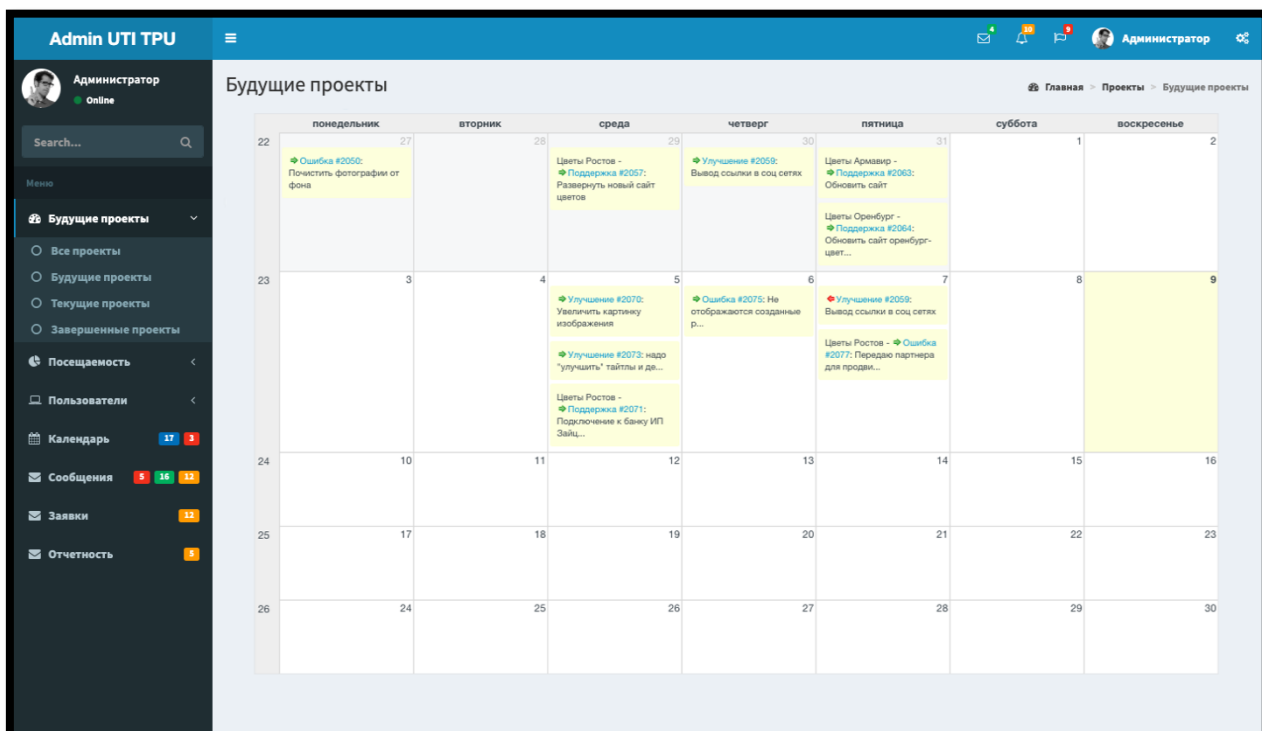 Admin UTI TPU
4
10
9
Администратор
Администратор
Online
Search...
Меню
Будущие проекты
Все проекты
Будущие проекты
Текущие проекты
Завершенные проекты
Посещаемость
Пользователи
Календарь 17 3
Сообщения 5 16 12
Заявки 12
Отчетность 5
Будущие проекты
Главная > Проекты > Будущие проекты
понедельник вторник среда четверг пятница суббота воскресенье
22 27 28 29 30 31 1 2
Ошибка #2050:
Почистить фотографии от
фона
Цветы Ростов -
Поддержка #2057:
Развернуть новый сайт
цветов
Улучшение #2059:
Вывод ссылки в соц сетях
Цветы Армавир -
Поддержка #2063:
Обновить сайт
Цветы Оренбург -
Поддержка #2064:
Обновить сайт оренбург-
цвет...
23 3 4 5 6 7 8 9
Улучшение #2070:
Увеличить картинку
изображения
Улучшение #2073: надо
"улучшить" тайтлы и де...
Цветы Ростов -
Поддержка #2071:
Подключение к банку ИП
Зайц...
Ошибка #2075: Не
отображаются созданные
р...
Улучшение #2059:
Вывод ссылки в соц сетях
Цветы Ростов - Ошибка
#2077: Передаю партнера
для продви...
24 10 11 12 13 14 15 16
25 17 18 19 20 21 22 23
26 24 25 26 27 28 29 30